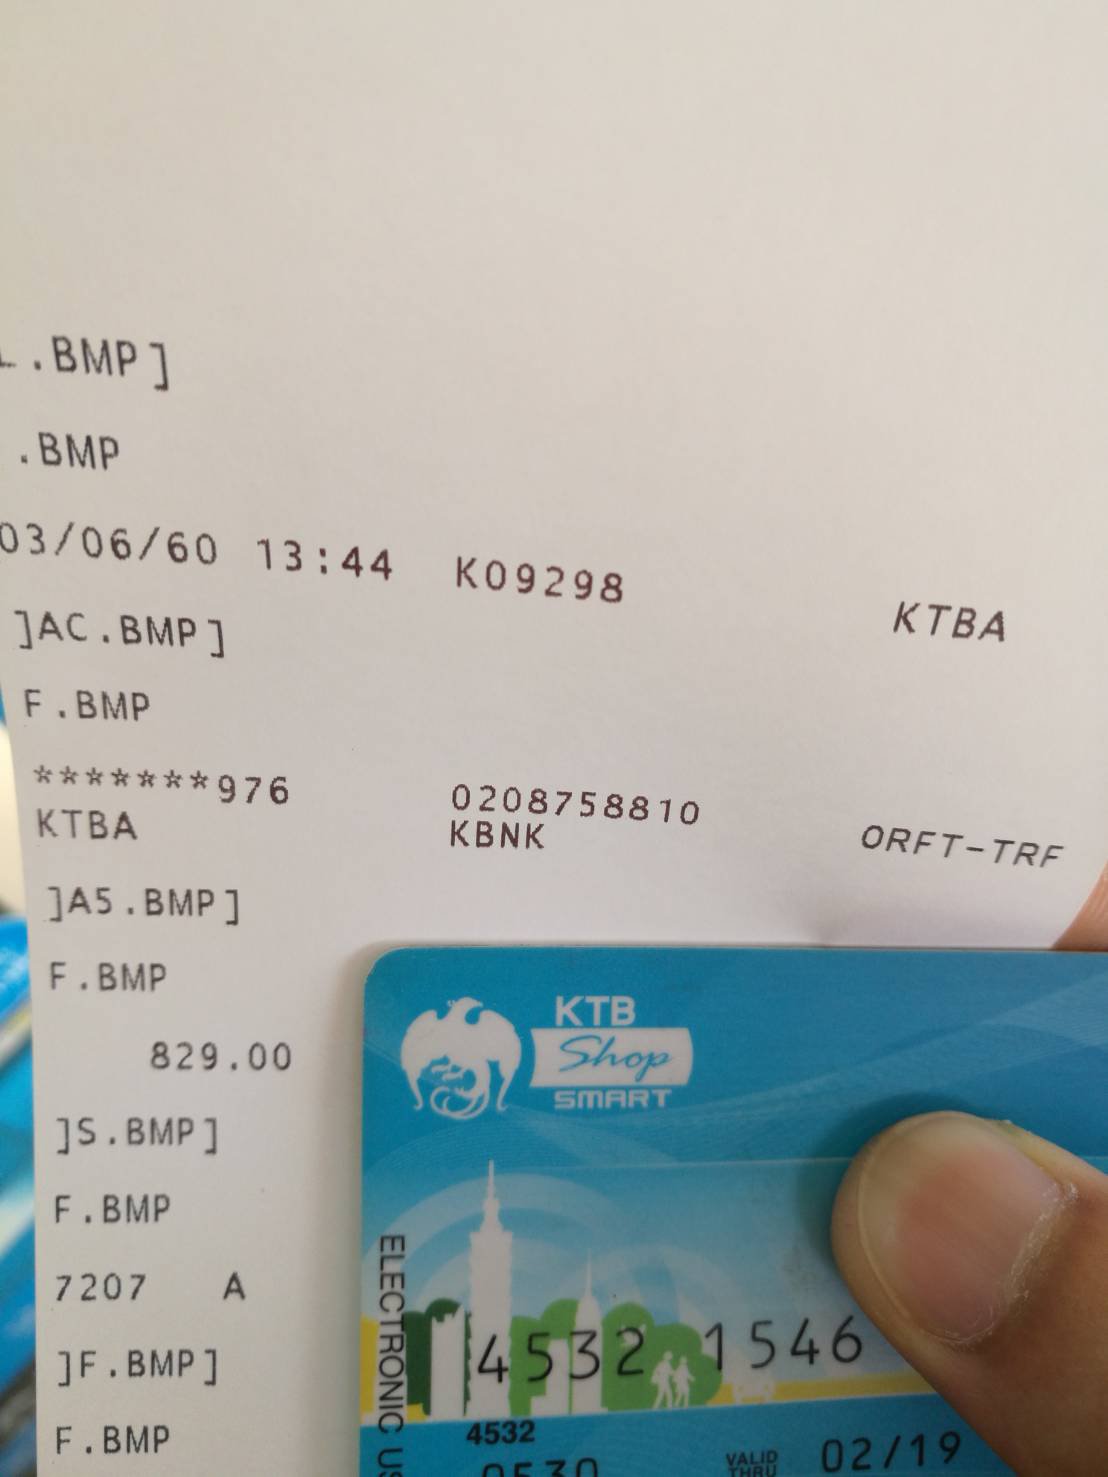 .BMP]
.BMP
03/06/60 13:44 K09298 KTBA
]AC.BMP]
F.BMP
*******976 0208758810
KTBA KBNK ORFT-TRF
]A5.BMP]
F.BMP
829.00
]S.BMP]
F.BMP
7207 A
]F.BMP]
F.BMP
KTB
Shop
SMART
ELECTRONIC US
4532 1546
4532
0530 VALID THRU 02/19